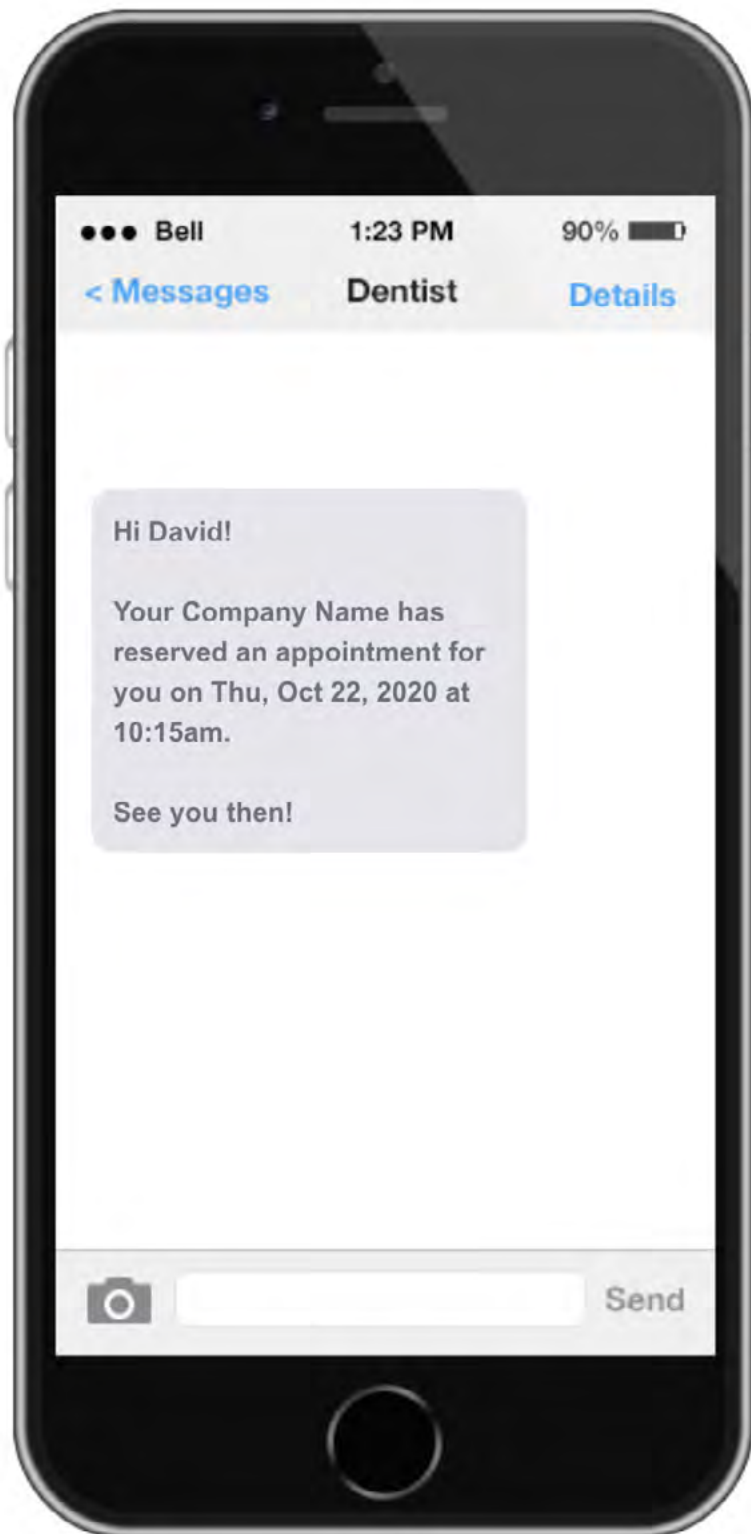 ●●● Bell 1:23 PM 90%
< Messages Dentist Details
Hi David!
Your Company Name has
reserved an appointment for
you on Thu, Oct 22, 2020 at
10:15am.
See you then!
Send